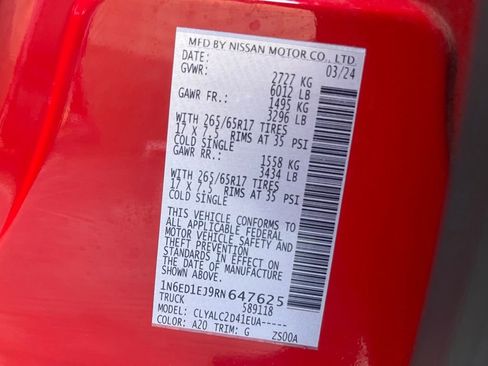 MFD BY NISSAN MOTOR CO., LTD.
DATE: 03/24
GVWR: 2727 KG
6012 LB
GAWR FR.: 1495 KG
3296 LB
WITH 265/65R17 TIRES
17 X 7.5 RIMS AT 35 PSI
COLD SINGLE
GAWR RR.: 1558 KG
3434 LB
WITH 265/65R17 TIRES
17 X 7.5 RIMS AT 35 PSI
COLD SINGLE
THIS VEHICLE CONFORMS TO
ALL APPLICABLE FEDERAL
MOTOR VEHICLE SAFETY AND
THEFT PREVENTION
STANDARDS IN EFFECT ON
THE DATE OF MANUFACTURE
SHOWN ABOVE.
1N6ED1EJ9RN647625
TRUCK 589118
MODEL: CLYALC2D41EUA-----
COLOR: A20 TRIM: G ZS00A